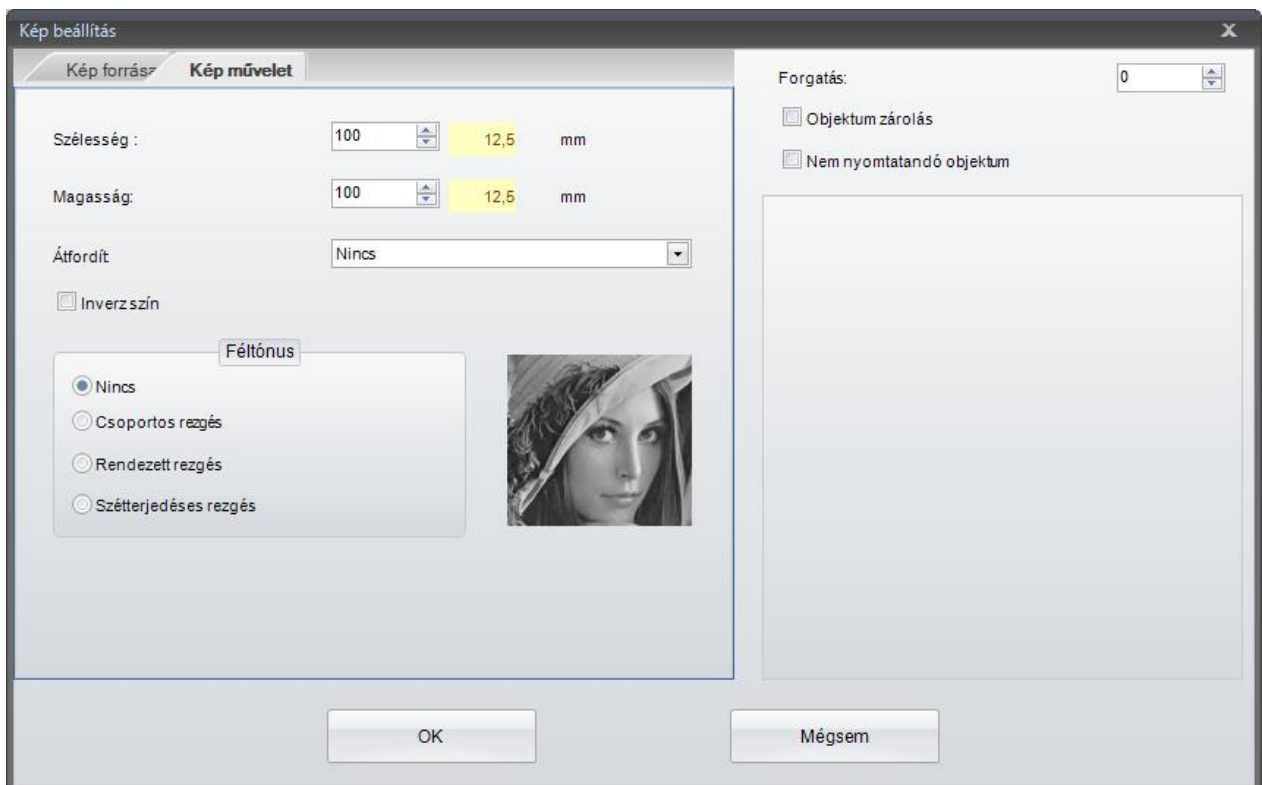 Kép beállítás
x
Kép forrása
Kép művelet
Szélesség :
100
12,5
mm
Magasság:
100
12,5
mm
Átfordít
Nincs
Inverz szín
Féltónus
Nincs
Csoportos rezgés
Rendezett rezgés
Szétterjedéses rezgés
Forgatás:
0
Objektum zárolás
Nem nyomtatandó objektum
OK
Mégsem